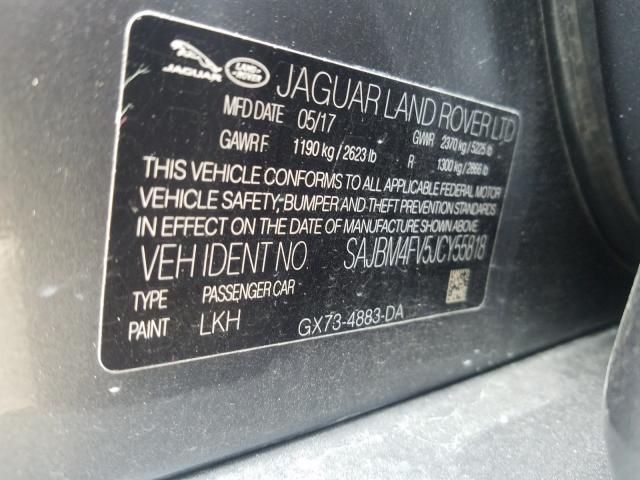 JAGUAR LAND ROVER JAGUAR LAND ROVER LTD
MFD DATE 05/17 GVWR 2370 kg / 5225 lb
GAWR F 1190 kg / 2623 lb R 1300 kg / 2866 lb
THIS VEHICLE CONFORMS TO ALL APPLICABLE FEDERAL MOTOR
VEHICLE SAFETY, BUMPER AND THEFT PREVENTION STANDARDS
IN EFFECT ON THE DATE OF MANUFACTURE SHOWN ABOVE
VEH IDENT NO. SAJBM4FV5JCY55818
TYPE PASSENGER CAR
PAINT LKH GX73-4883-DA